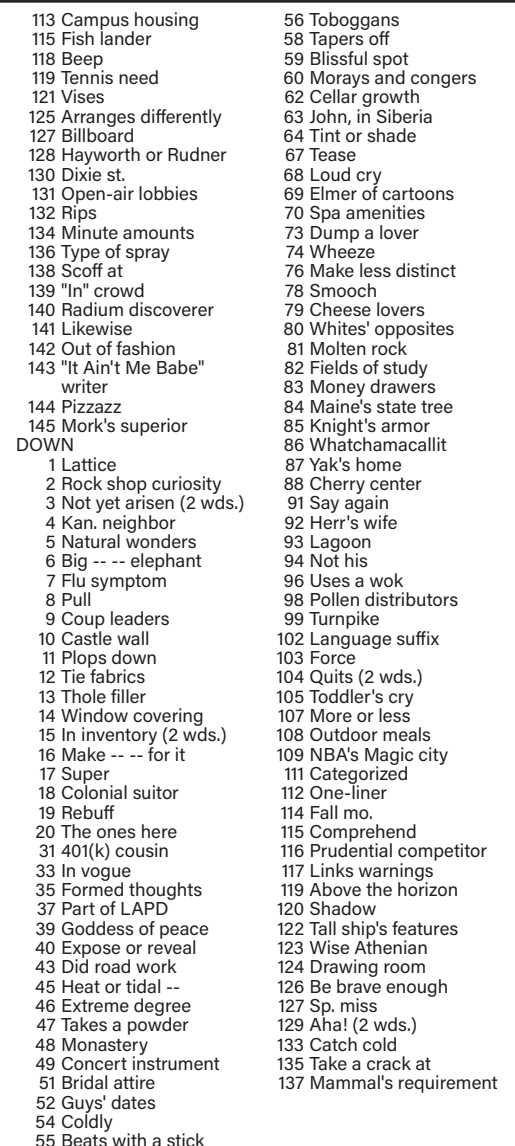 113 Campus housing
115 Fish lander
118 Beep
119 Tennis need
121 Vises
125 Arranges differently
127 Billboard
128 Hayworth or Rudner
130 Dixie st.
131 Open-air lobbies
132 Rips
134 Minute amounts
136 Type of spray
138 Scoff at
139 "In" crowd
140 Radium discoverer
141 Likewise
142 Out of fashion
143 "It Ain't Me Babe"
writer
144 Pizzazz
145 Mork's superior
DOWN
1 Lattice
2 Rock shop curiosity
3 Not yet arisen (2 wds.)
4 Kan. neighbor
5 Natural wonders
6 Big -- -- elephant
7 Flu symptom
8 Pull
9 Coup leaders
10 Castle wall
11 Plops down
12 Tie fabrics
13 Thole filler
14 Window covering
15 In inventory (2 wds.)
16 Make -- -- for it
17 Super
18 Colonial suitor
19 Rebuff
20 The ones here
31 401(k) cousin
33 In vogue
35 Formed thoughts
37 Part of LAPD
39 Goddess of peace
40 Expose or reveal
43 Did road work
45 Heat or tidal --
46 Extreme degree
47 Takes a powder
48 Monastery
49 Concert instrument
51 Bridal attire
52 Guys' dates
54 Coldly
55 Beats with a stick
56 Toboggans
58 Tapers off
59 Blissful spot
60 Morays and congers
62 Cellar growth
63 John, in Siberia
64 Tint or shade
67 Tease
68 Loud cry
69 Elmer of cartoons
70 Spa amenities
73 Dump a lover
74 Wheeze
76 Make less distinct
78 Smooch
79 Cheese lovers
80 Whites' opposites
81 Molten rock
82 Fields of study
83 Money drawers
84 Maine's state tree
85 Knight's armor
86 Whatchamacallit
87 Yak's home
88 Cherry center
91 Say again
92 Herr's wife
93 Lagoon
94 Not his
96 Uses a wok
98 Pollen distributors
99 Turnpike
102 Language suffix
103 Force
104 Quits (2 wds.)
105 Toddler's cry
107 More or less
108 Outdoor meals
109 NBA's Magic city
111 Categorized
112 One-liner
114 Fall mo.
115 Comprehend
116 Prudential competitor
117 Links warnings
119 Above the horizon
120 Shadow
122 Tall ship's features
123 Wise Athenian
124 Drawing room
126 Be brave enough
127 Sp. miss
129 Aha! (2 wds.)
133 Catch cold
135 Take a crack at
137 Mammal's requirement